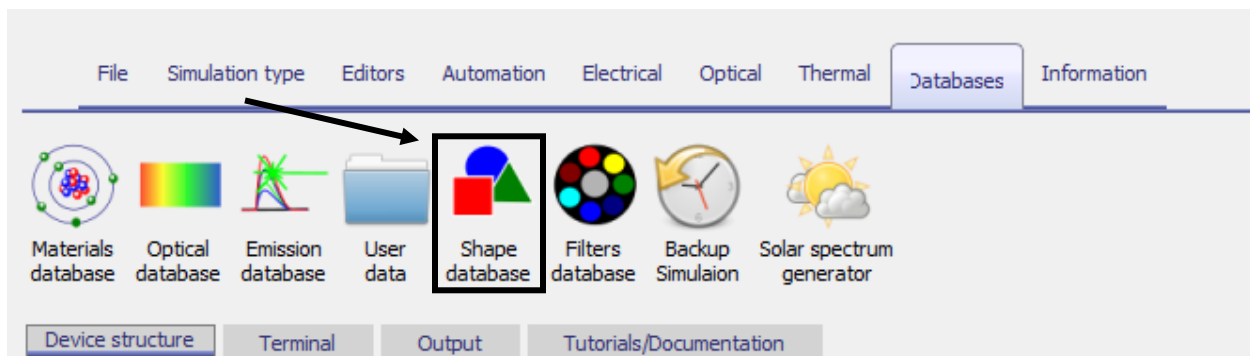 File Simulation type Editors Automation Electrical Optical Thermal Databases Information
Materials database
Optical database
Emission database
User data
Shape database
Filters database
Backup Simulaion
Solar spectrum generator
Device structure Terminal Output Tutorials/Documentation